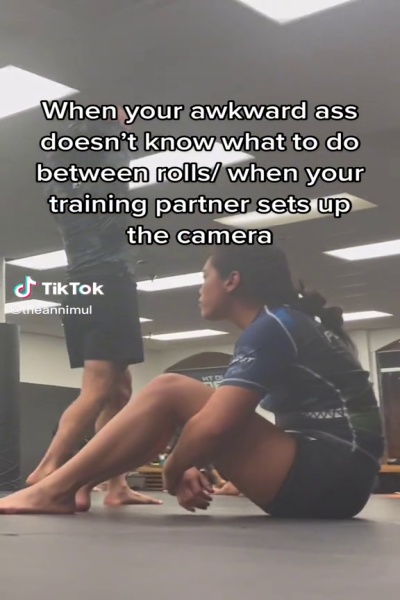 When your awkward ass
doesn't know what to do
between rolls/ when your
training partner sets up
the camera
TikTok
@theannimul